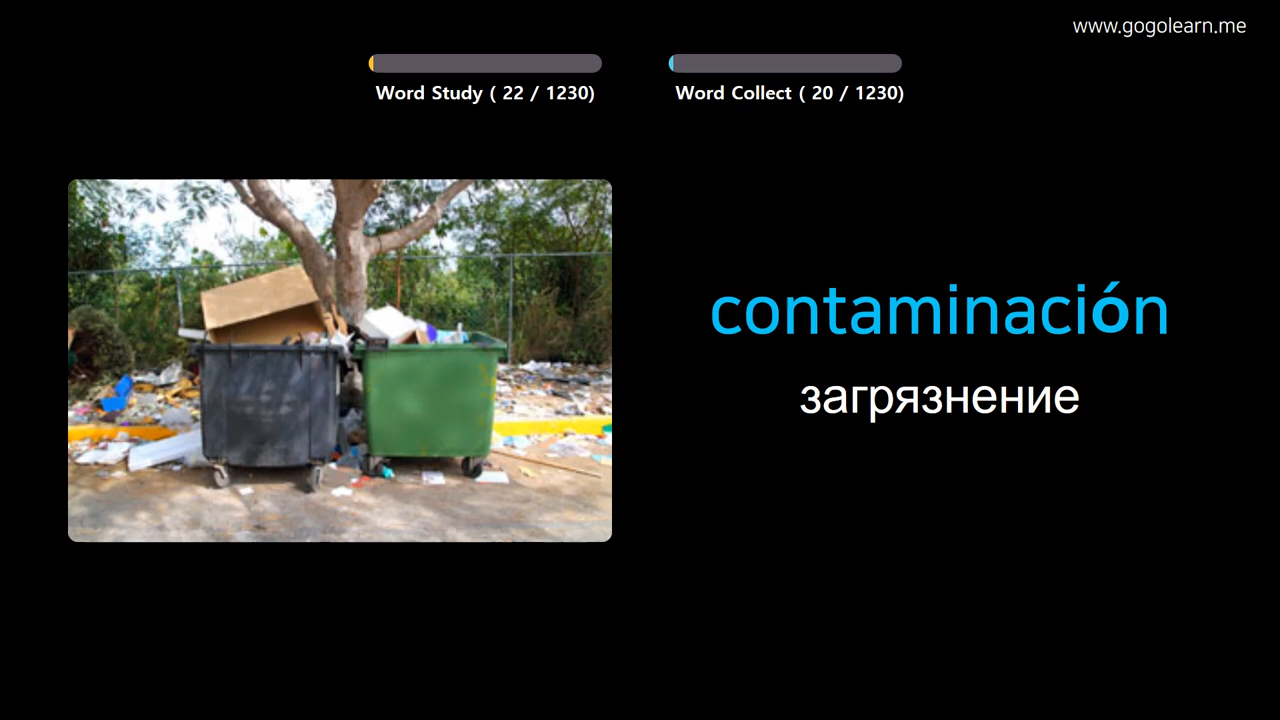 www.gogolearn.me
Word Study ( 22 / 1230)
Word Collect ( 20 / 1230)
contaminación
загрязнение